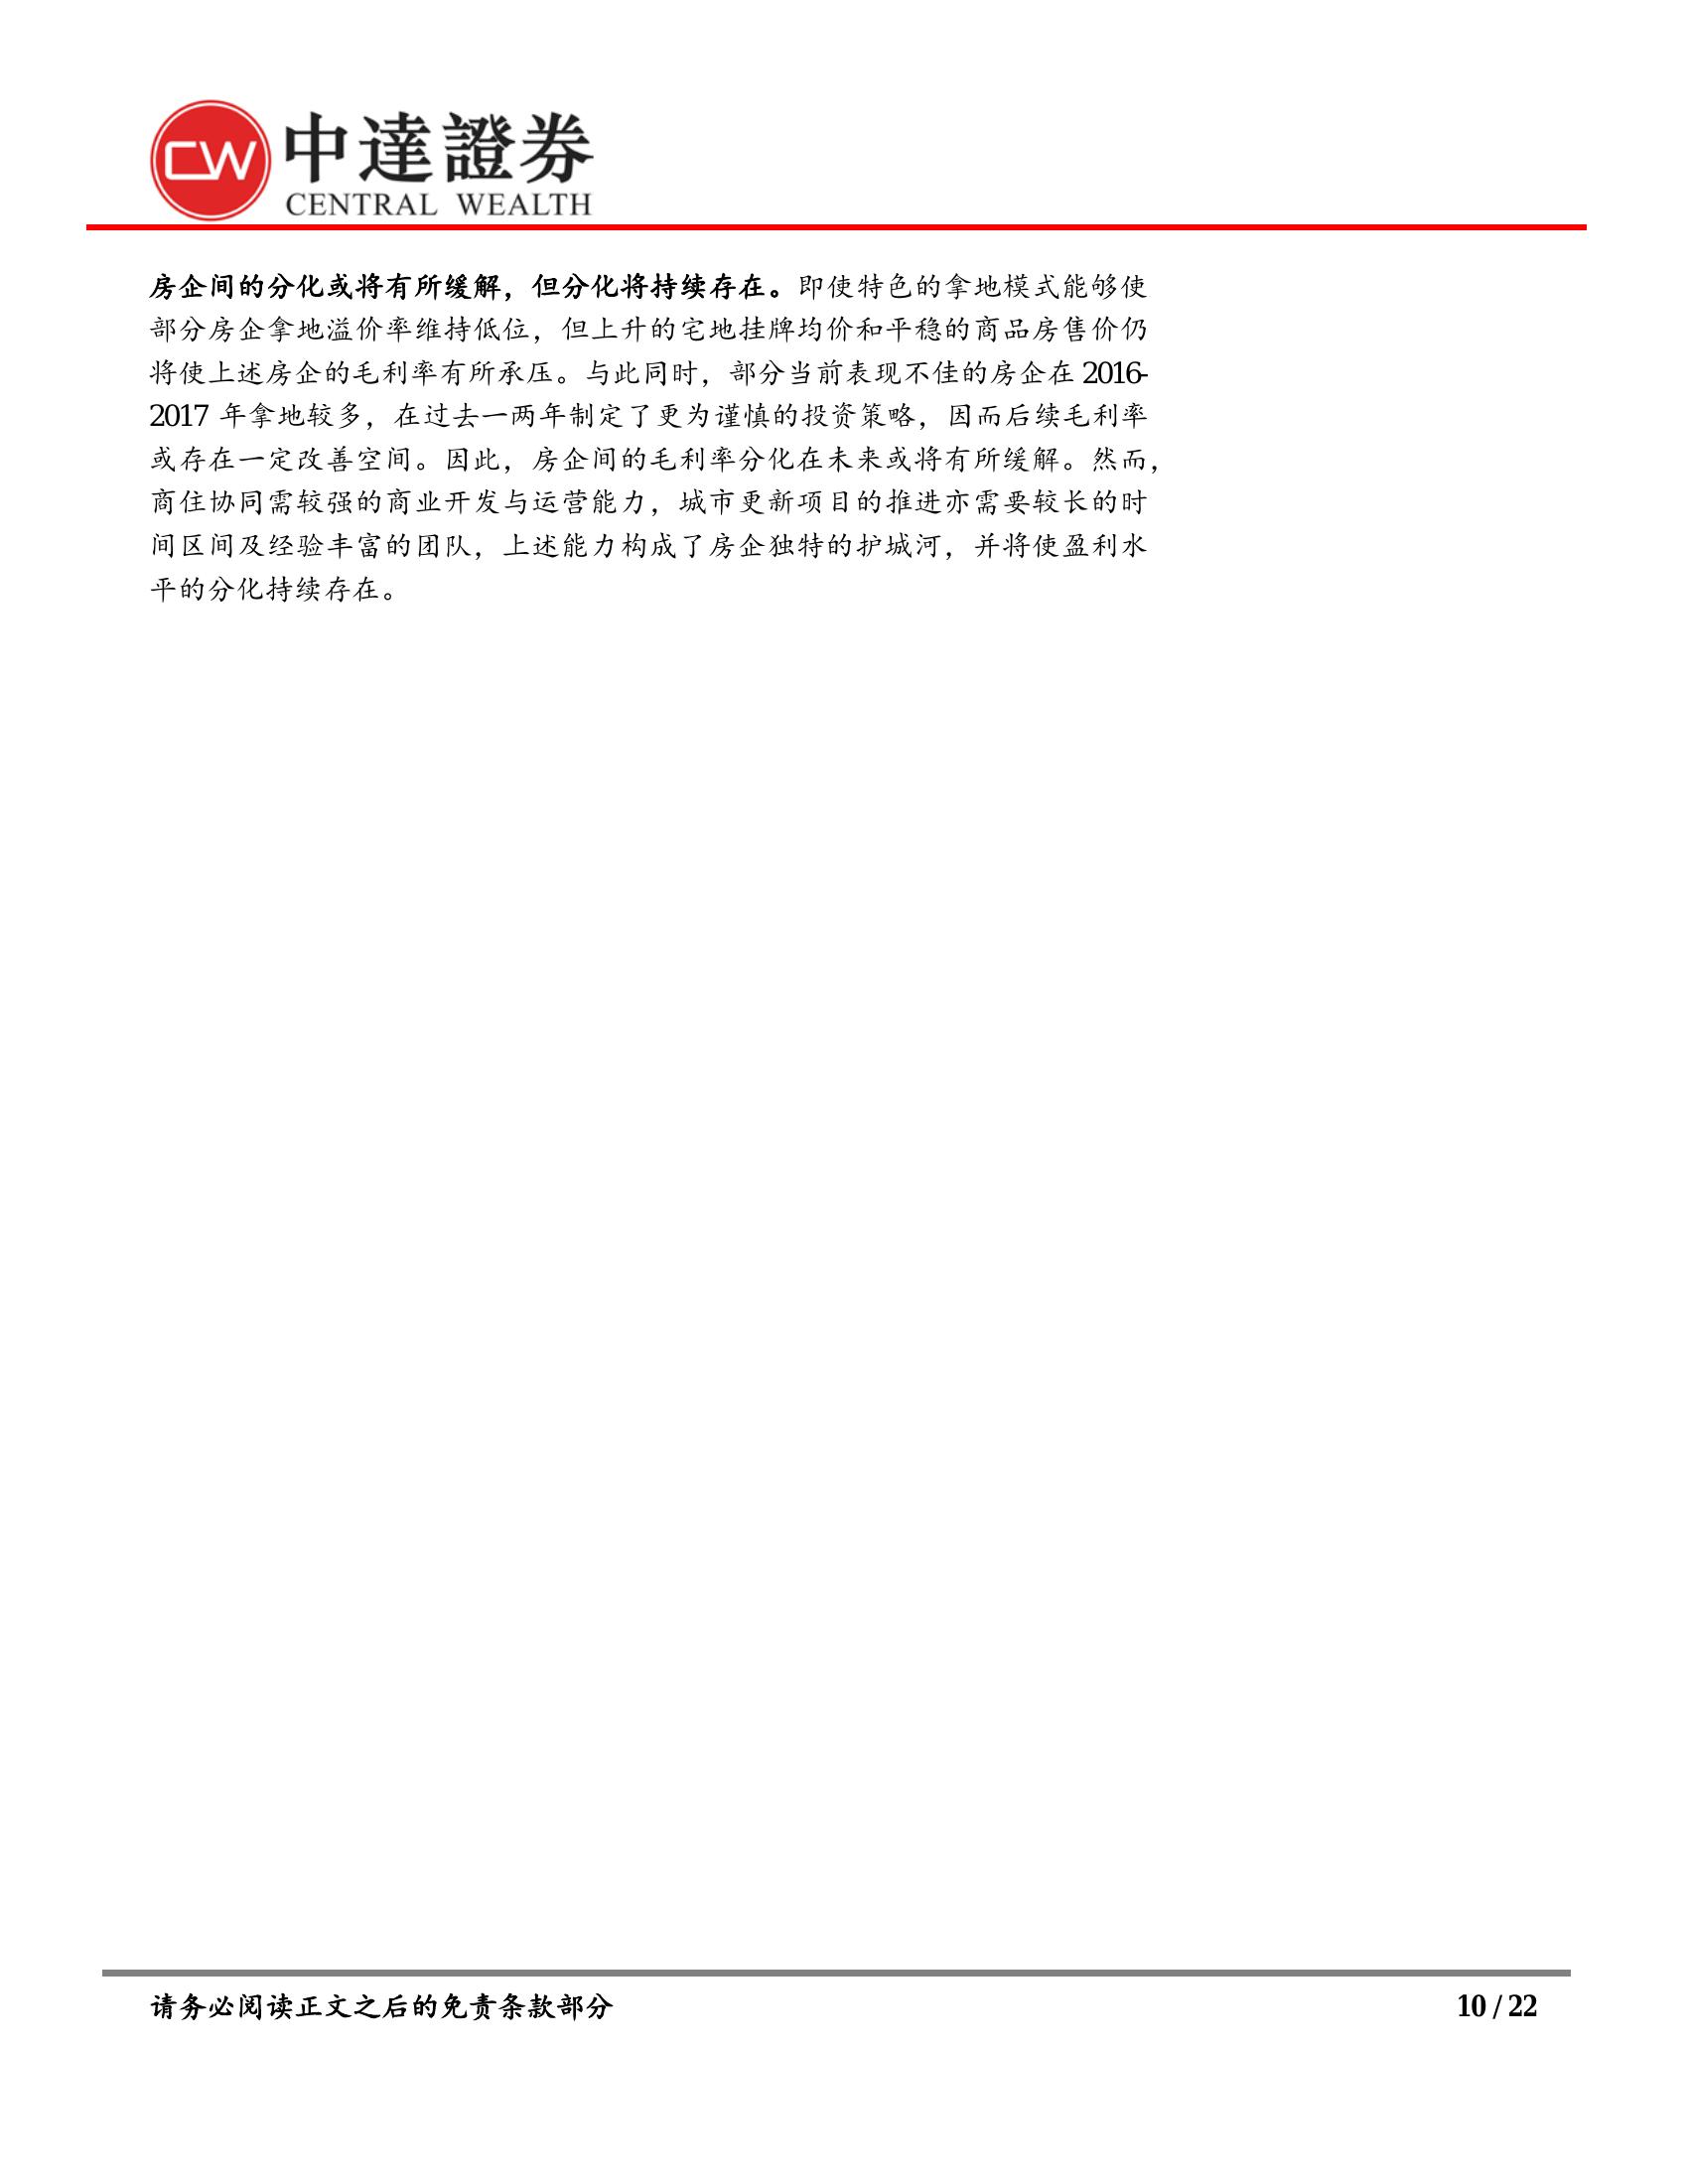 CW
中達證券
CENTRAL WEALTH
房企间的分化或将有所缓解，但分化将持续存在。即使特色的拿地模式能够使
部分房企拿地溢价率维持低位，但上升的宅地挂牌均价和平稳的商品房售价仍
将使上述房企的毛利率有所承压。与此同时，部分当前表现不佳的房企在 2016-
2017 年拿地较多，在过去一两年制定了更为谨慎的投资策略，因而后续毛利率
或存在一定改善空间。因此，房企间的毛利率分化在未来或将有所缓解。然而，
商住协同需较强的商业开发与运营能力，城市更新项目的推进亦需要较长的时
间区间及经验丰富的团队，上述能力构成了房企独特的护城河，并将使盈利水
平的分化持续存在。
请务必阅读正文之后的免责条款部分
10 / 22